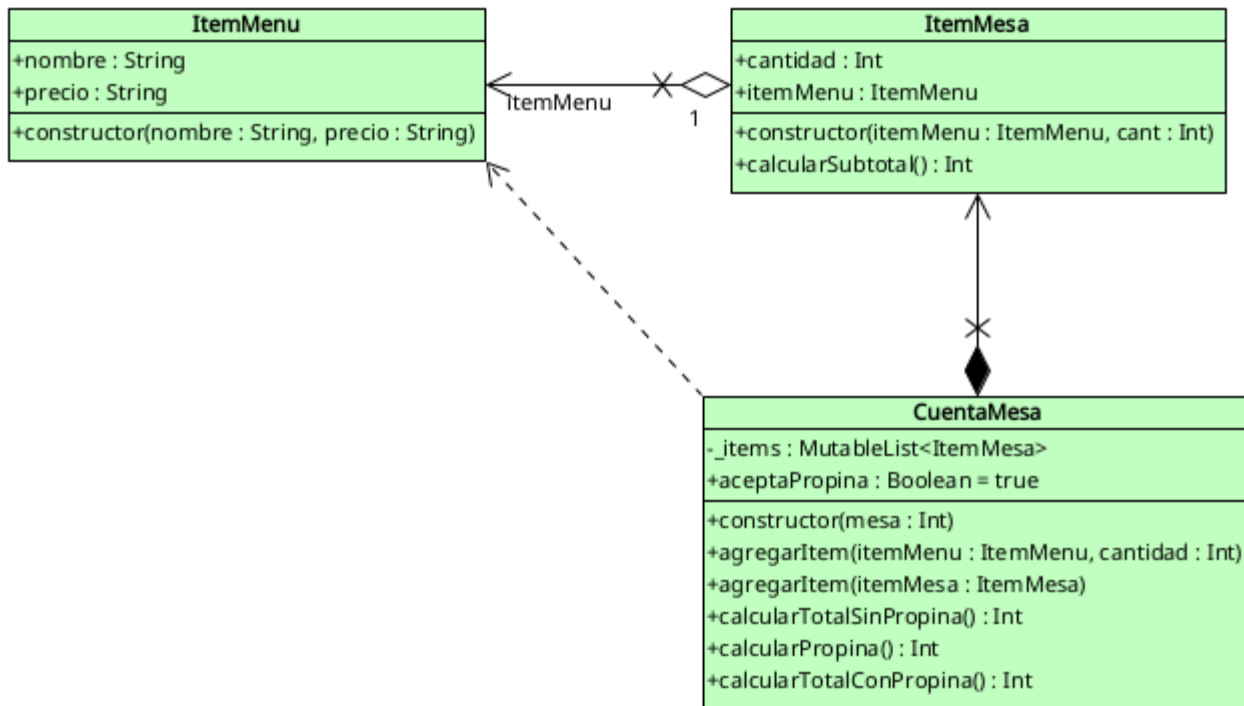 ItemMenu
+nombre : String
+precio : String
+constructor(nombre : String, precio : String)
ItemMenu
1
ItemMesa
+cantidad : Int
+itemMenu : ItemMenu
+constructor(itemMenu : ItemMenu, cant : Int)
+calcularSubtotal() : Int
CuentaMesa
-_items : MutableList<ItemMesa>
+aceptaPropina : Boolean = true
+constructor(mesa : Int)
+agregarItem(itemMenu : ItemMenu, cantidad : Int)
+agregarItem(itemMesa : ItemMesa)
+calcularTotalSinPropina() : Int
+calcularPropina() : Int
+calcularTotalConPropina() : Int